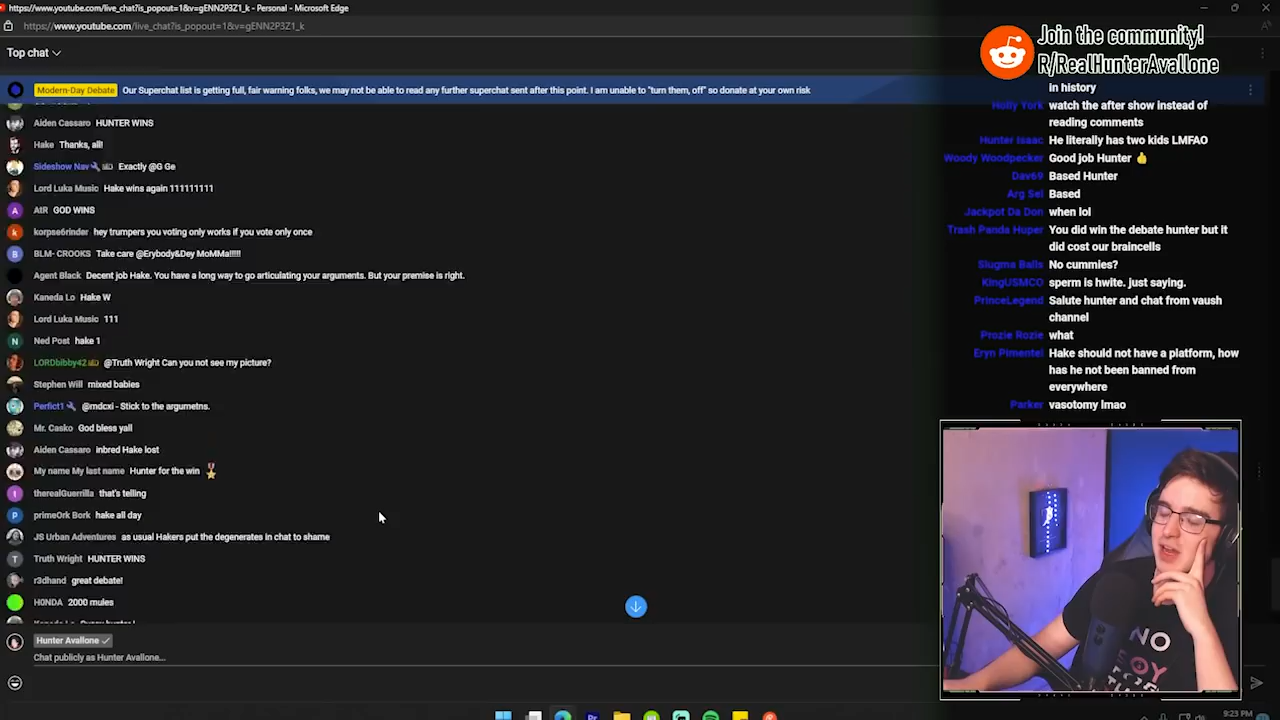 https://www.youtube.com/live_chat?is_popout=1&v=gENN2P3Z1_k - Personal - Microsoft Edge
https://www.youtube.com/live_chat?is_popout=1&v=gENN2P3Z1_k
Top chat
Modern-Day Debate Our Superchat list is getting full, fair warning folks, we may not be able to read any further superchat sent after this point. I am unable to "turn them, off" so donate at your own risk
Aiden Cassaro HUNTER WINS
Hake Thanks, all!
Sideshow Nav Exactly @G Ge
Lord Luka Music Hake wins again 111111111
AtR GOD WINS
korpse6rinder hey trumpers you voting only works if you vote only once
BLM- CROOKS Take care @Erybody&Dey MoMMa!!!!!
Agent Black Decent job Hake. You have a long way to go articulating your arguments. But your premise is right.
Kaneda Lo Hake W
Lord Luka Music 111
Ned Post hake 1
LORDbibby42 @Truth Wright Can you not see my picture?
Stephen Will mixed babies
Perfict1 @mdcxi - Stick to the argumetns.
Mr. Casko God bless yall
Aiden Cassaro inbred Hake lost
My name My last name Hunter for the win
therealGuerrilla that's telling
primeOrk Bork hake all day
JS Urban Adventures as usual Hakers put the degenerates in chat to shame
Truth Wright HUNTER WINS
r3dhand great debate!
H0NDA 2000 mules
Hunter Avallone
Chat publicly as Hunter Avallone...
Join the community!
R/RealHunterAvallone
in history
Holly York watch the after show instead of
reading comments
Hunter Isaac He literally has two kids LMFAO
Woody Woodpecker Good job Hunter 👍
Dav69 Based Hunter
Arg Sel Based
Jackpot Da Don when lol
Trash Panda Huper You did win the debate hunter but it
did cost our braincells
Slugma Balls No cummies?
KingUSMCO sperm is hwite. just saying.
PrinceLegend Salute hunter and chat from vaush
channel
Prozie Rozie what
Eryn Pimentel Hake should not have a platform, how
has he not been banned from
everywhere
Parker vasotomy lmao
NO
9:23 PM